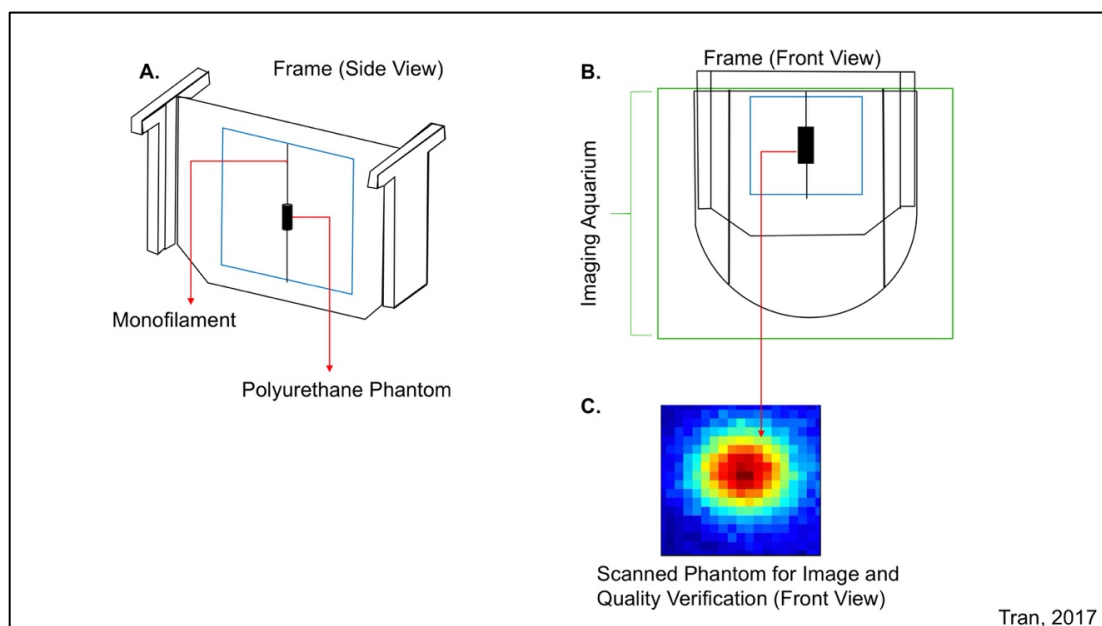 A.
Frame (Side View)
Monofilament
Polyurethane Phantom
B.
Frame (Front View)
Imaging Aquarium
C.
Scanned Phantom for Image and
Quality Verification (Front View)
Tran, 2017